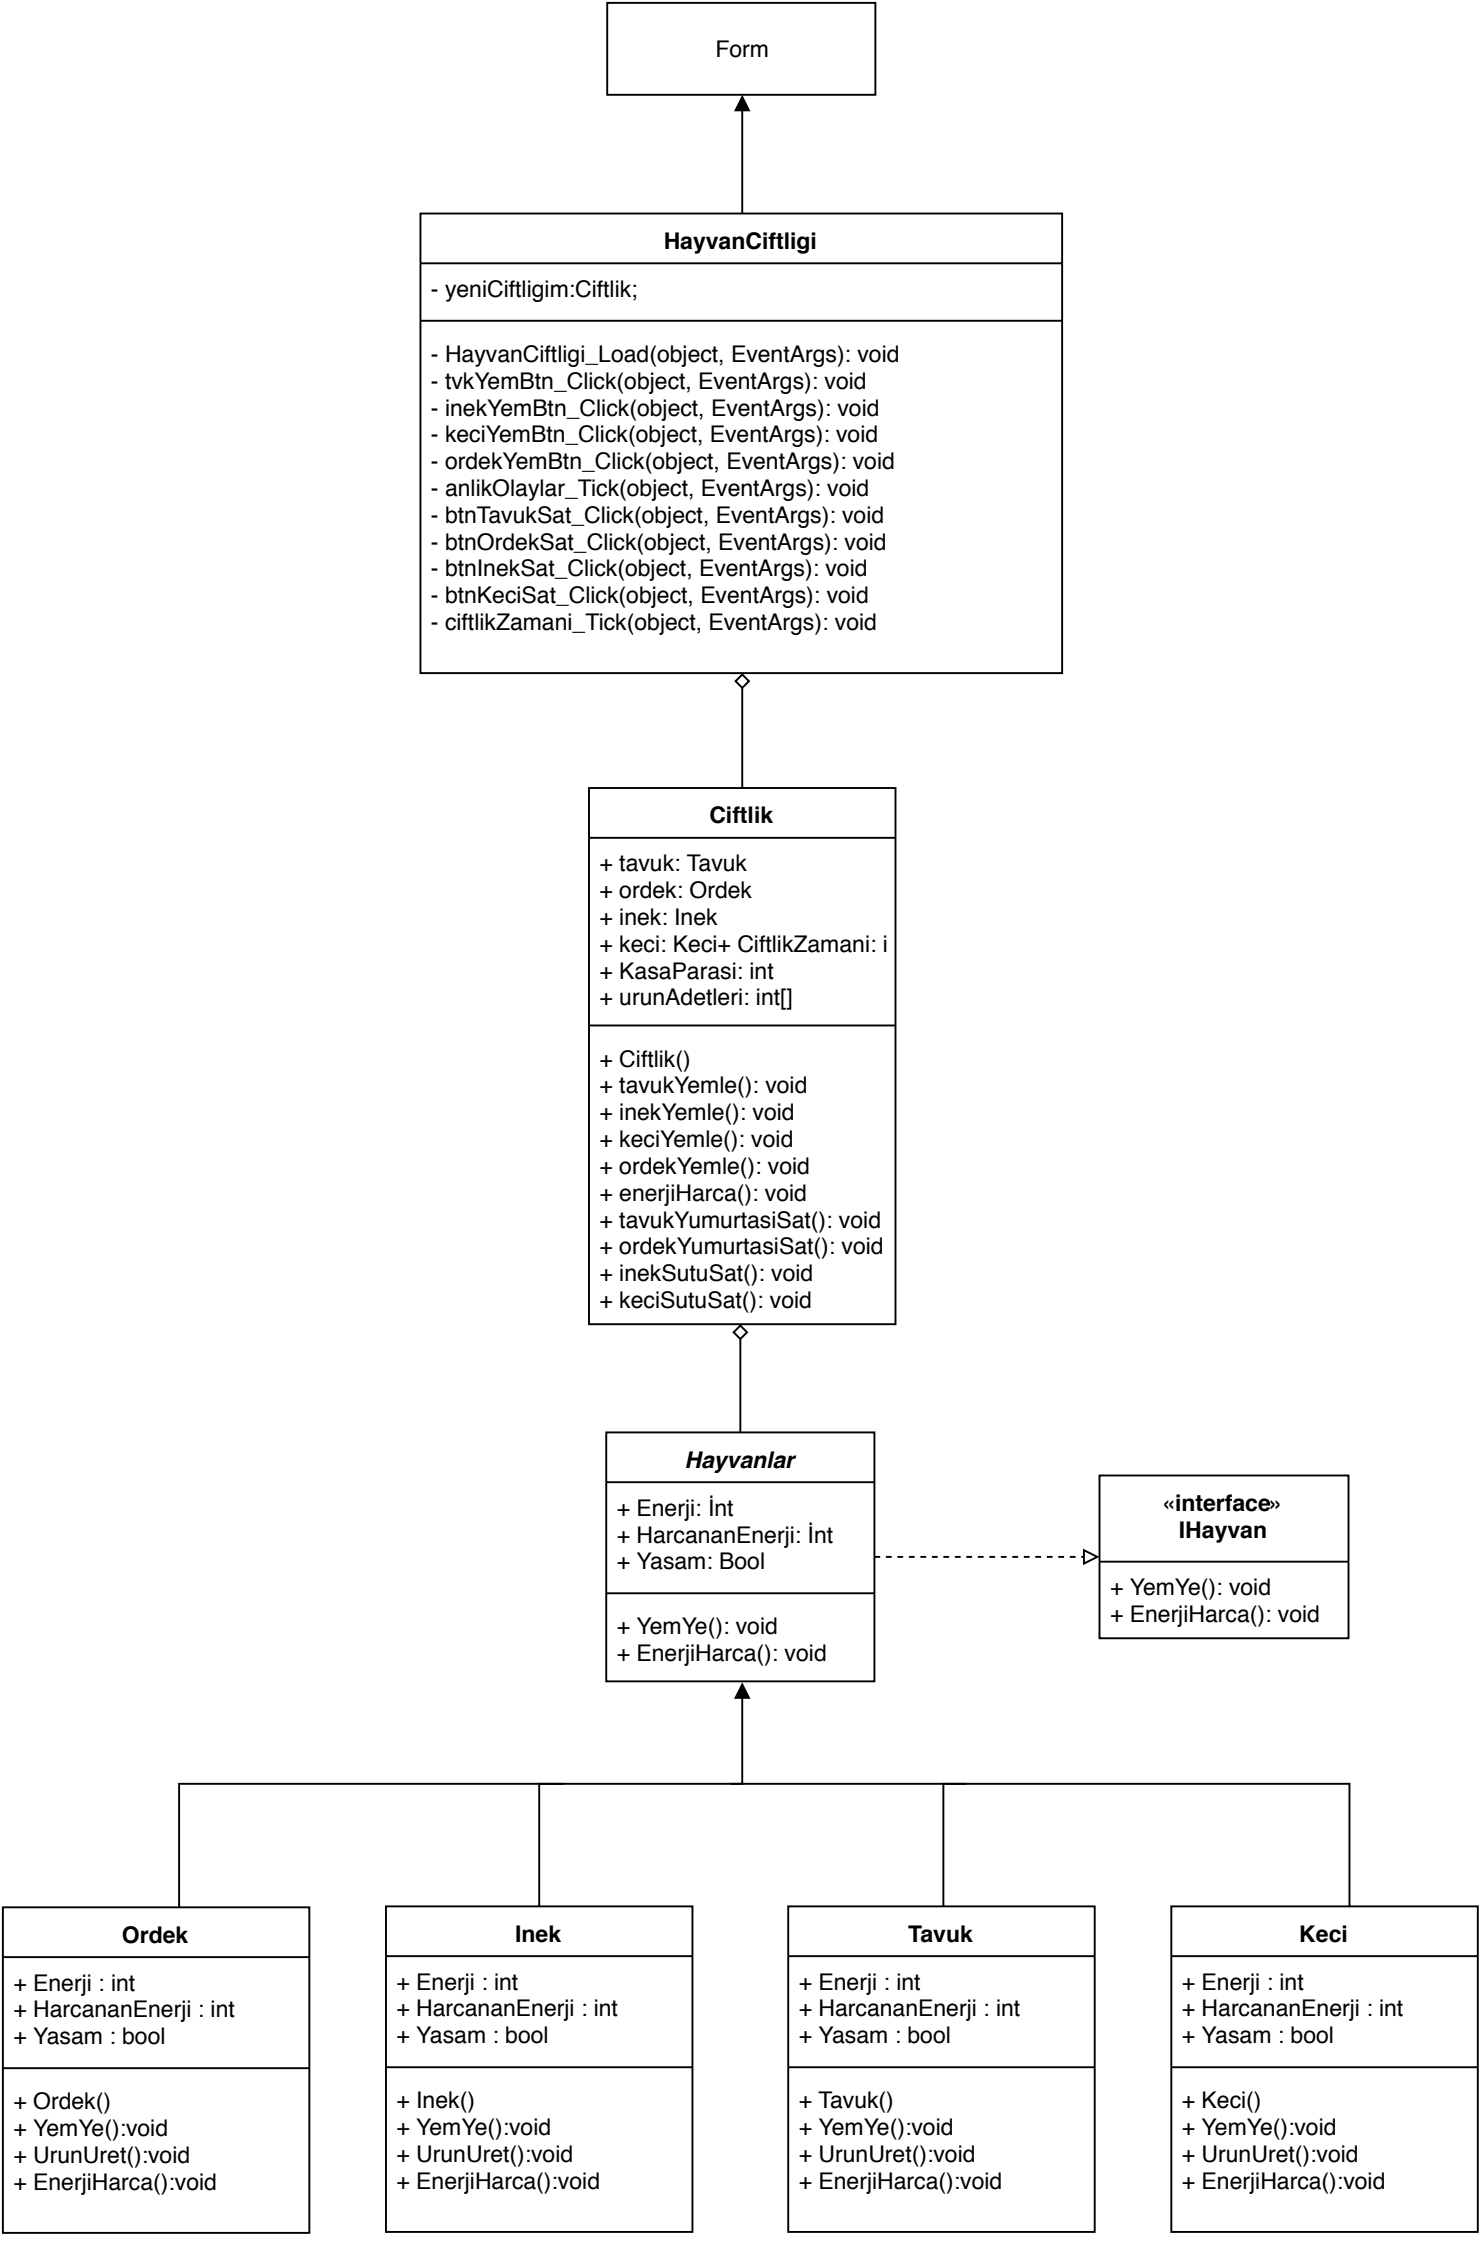 Form
HayvanCiftligi
- yeniCiftligim:Ciftlik;
- HayvanCiftligi_Load(object, EventArgs): void
- tvkYemBtn_Click(object, EventArgs): void
- inekYemBtn_Click(object, EventArgs): void
- keciYemBtn_Click(object, EventArgs): void
- ordekYemBtn_Click(object, EventArgs): void
- anlikOlaylar_Tick(object, EventArgs): void
- btnTavukSat_Click(object, EventArgs): void
- btnOrdekSat_Click(object, EventArgs): void
- btnInekSat_Click(object, EventArgs): void
- btnKeciSat_Click(object, EventArgs): void
- ciftlikZamani_Tick(object, EventArgs): void
Ciftlik
+ tavuk: Tavuk
+ ordek: Ordek
+ inek: Inek
+ keci: Keci+ CiftlikZamani: i
+ KasaParasi: int
+ urunAdetleri: int[]
+ Ciftlik()
+ tavukYemle(): void
+ inekYemle(): void
+ keciYemle(): void
+ ordekYemle(): void
+ enerjiHarca(): void
+ tavukYumurtasiSat(): void
+ ordekYumurtasiSat(): void
+ inekSutuSat(): void
+ keciSutuSat(): void
Hayvanlar
+ Enerji: İnt
+ HarcananEnerji: İnt
+ Yasam: Bool
+ YemYe(): void
+ EnerjiHarca(): void
«interface»
IHayvan
+ YemYe(): void
+ EnerjiHarca(): void
Ordek
+ Enerji : int
+ HarcananEnerji : int
+ Yasam : bool
+ Ordek()
+ YemYe():void
+ UrunUret():void
+ EnerjiHarca():void
Inek
+ Enerji : int
+ HarcananEnerji : int
+ Yasam : bool
+ Inek()
+ YemYe():void
+ UrunUret():void
+ EnerjiHarca():void
Tavuk
+ Enerji : int
+ HarcananEnerji : int
+ Yasam : bool
+ Tavuk()
+ YemYe():void
+ UrunUret():void
+ EnerjiHarca():void
Keci
+ Enerji : int
+ HarcananEnerji : int
+ Yasam : bool
+ Keci()
+ YemYe():void
+ UrunUret():void
+ EnerjiHarca():void